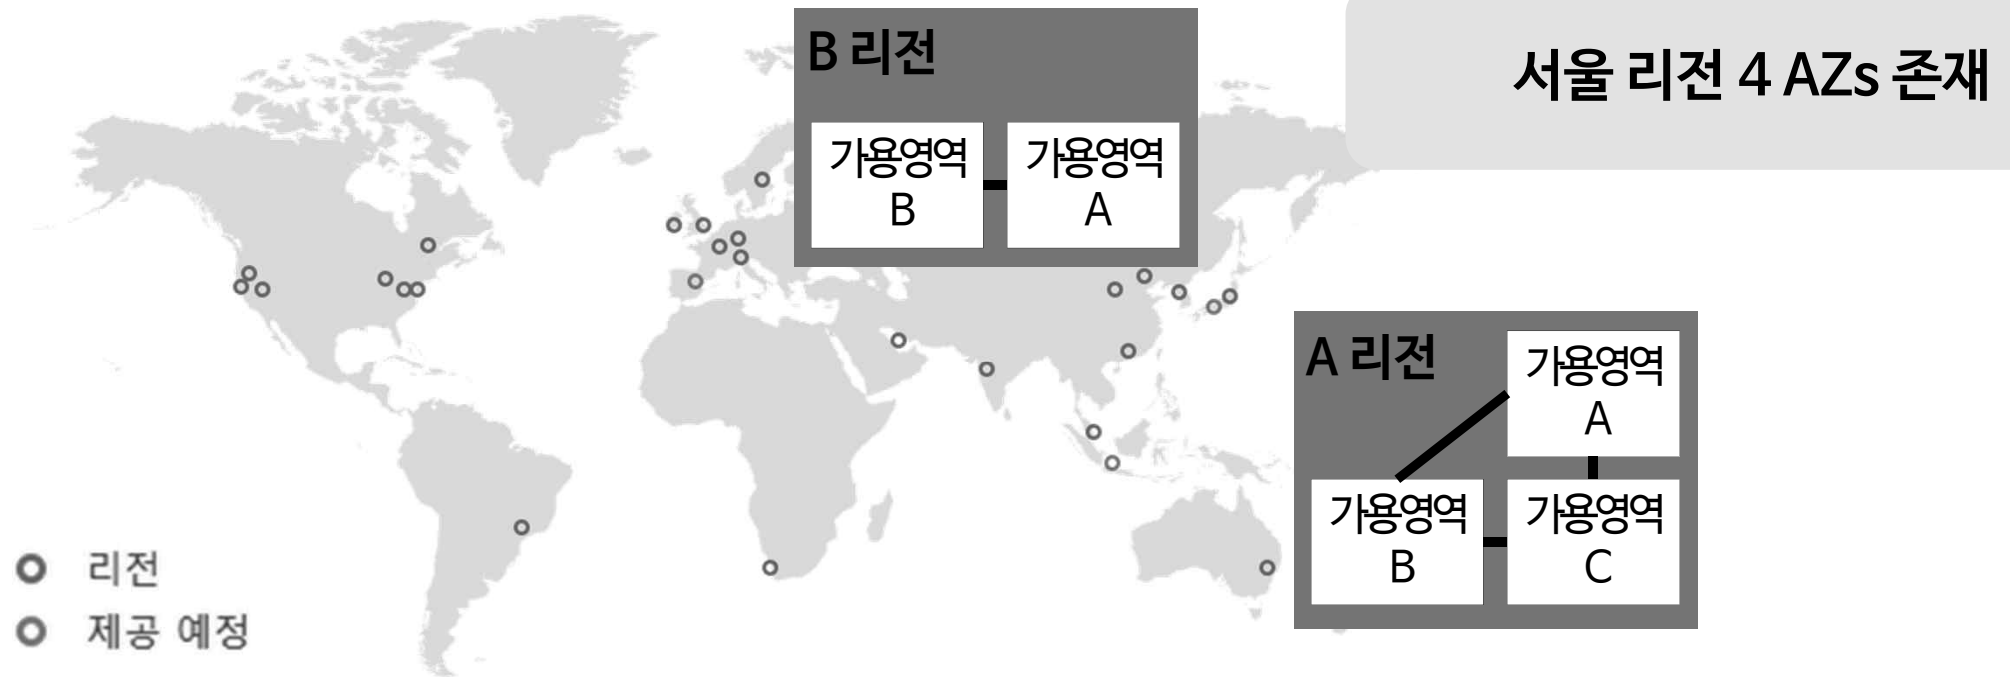 서울 리전 4 AZs 존재
B 리전
가용영역
B
가용영역
A
A 리전
가용영역
A
가용영역
B
가용영역
C
리전
제공 예정